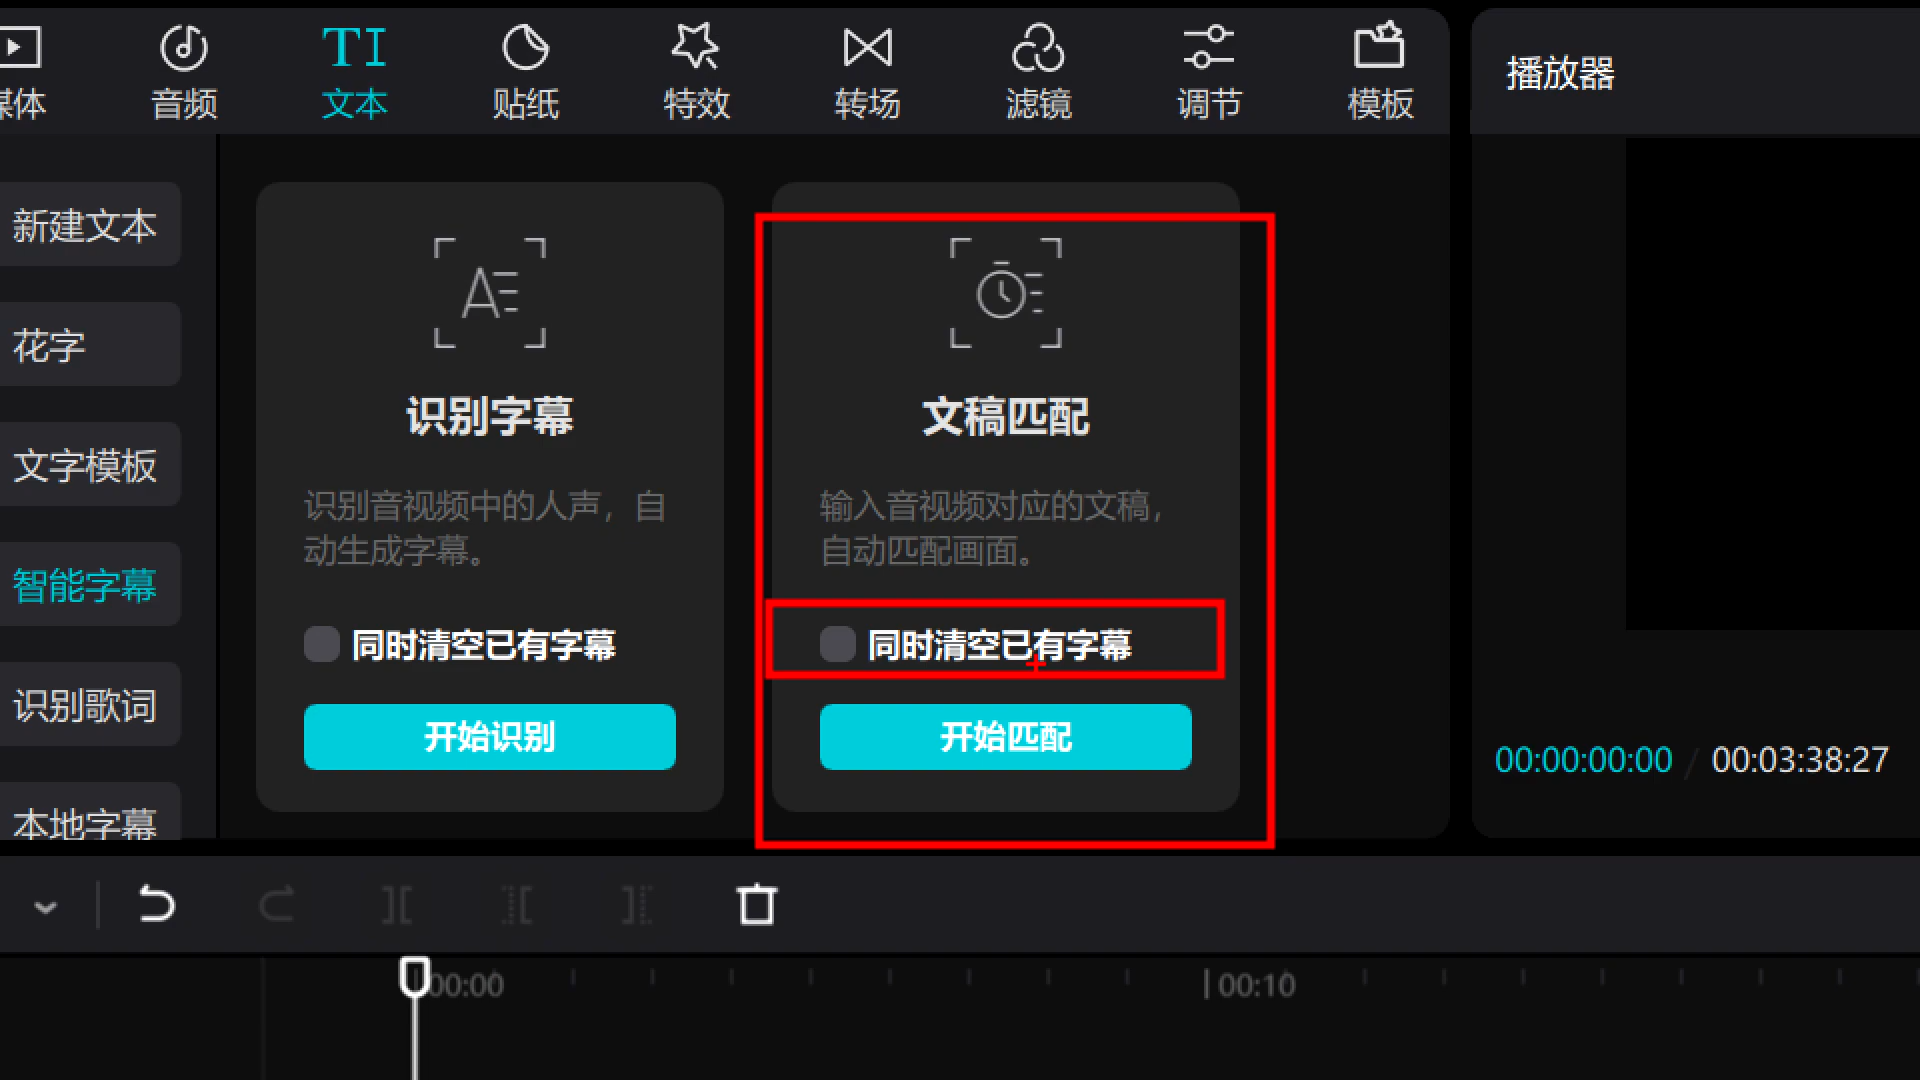 媒体
音频
TI
文本
贴纸
特效
转场
滤镜
调节
模板
播放器
新建文本
花字
文字模板
智能字幕
识别歌词
本地字幕
识别字幕
识别音视频中的人声，自
动生成字幕。
同时清空已有字幕
开始识别
文稿匹配
输入音视频对应的文稿，
自动匹配画面。
同时清空已有字幕
开始匹配
00:00:00:00 / 00:03:38:27
00:00
00:10